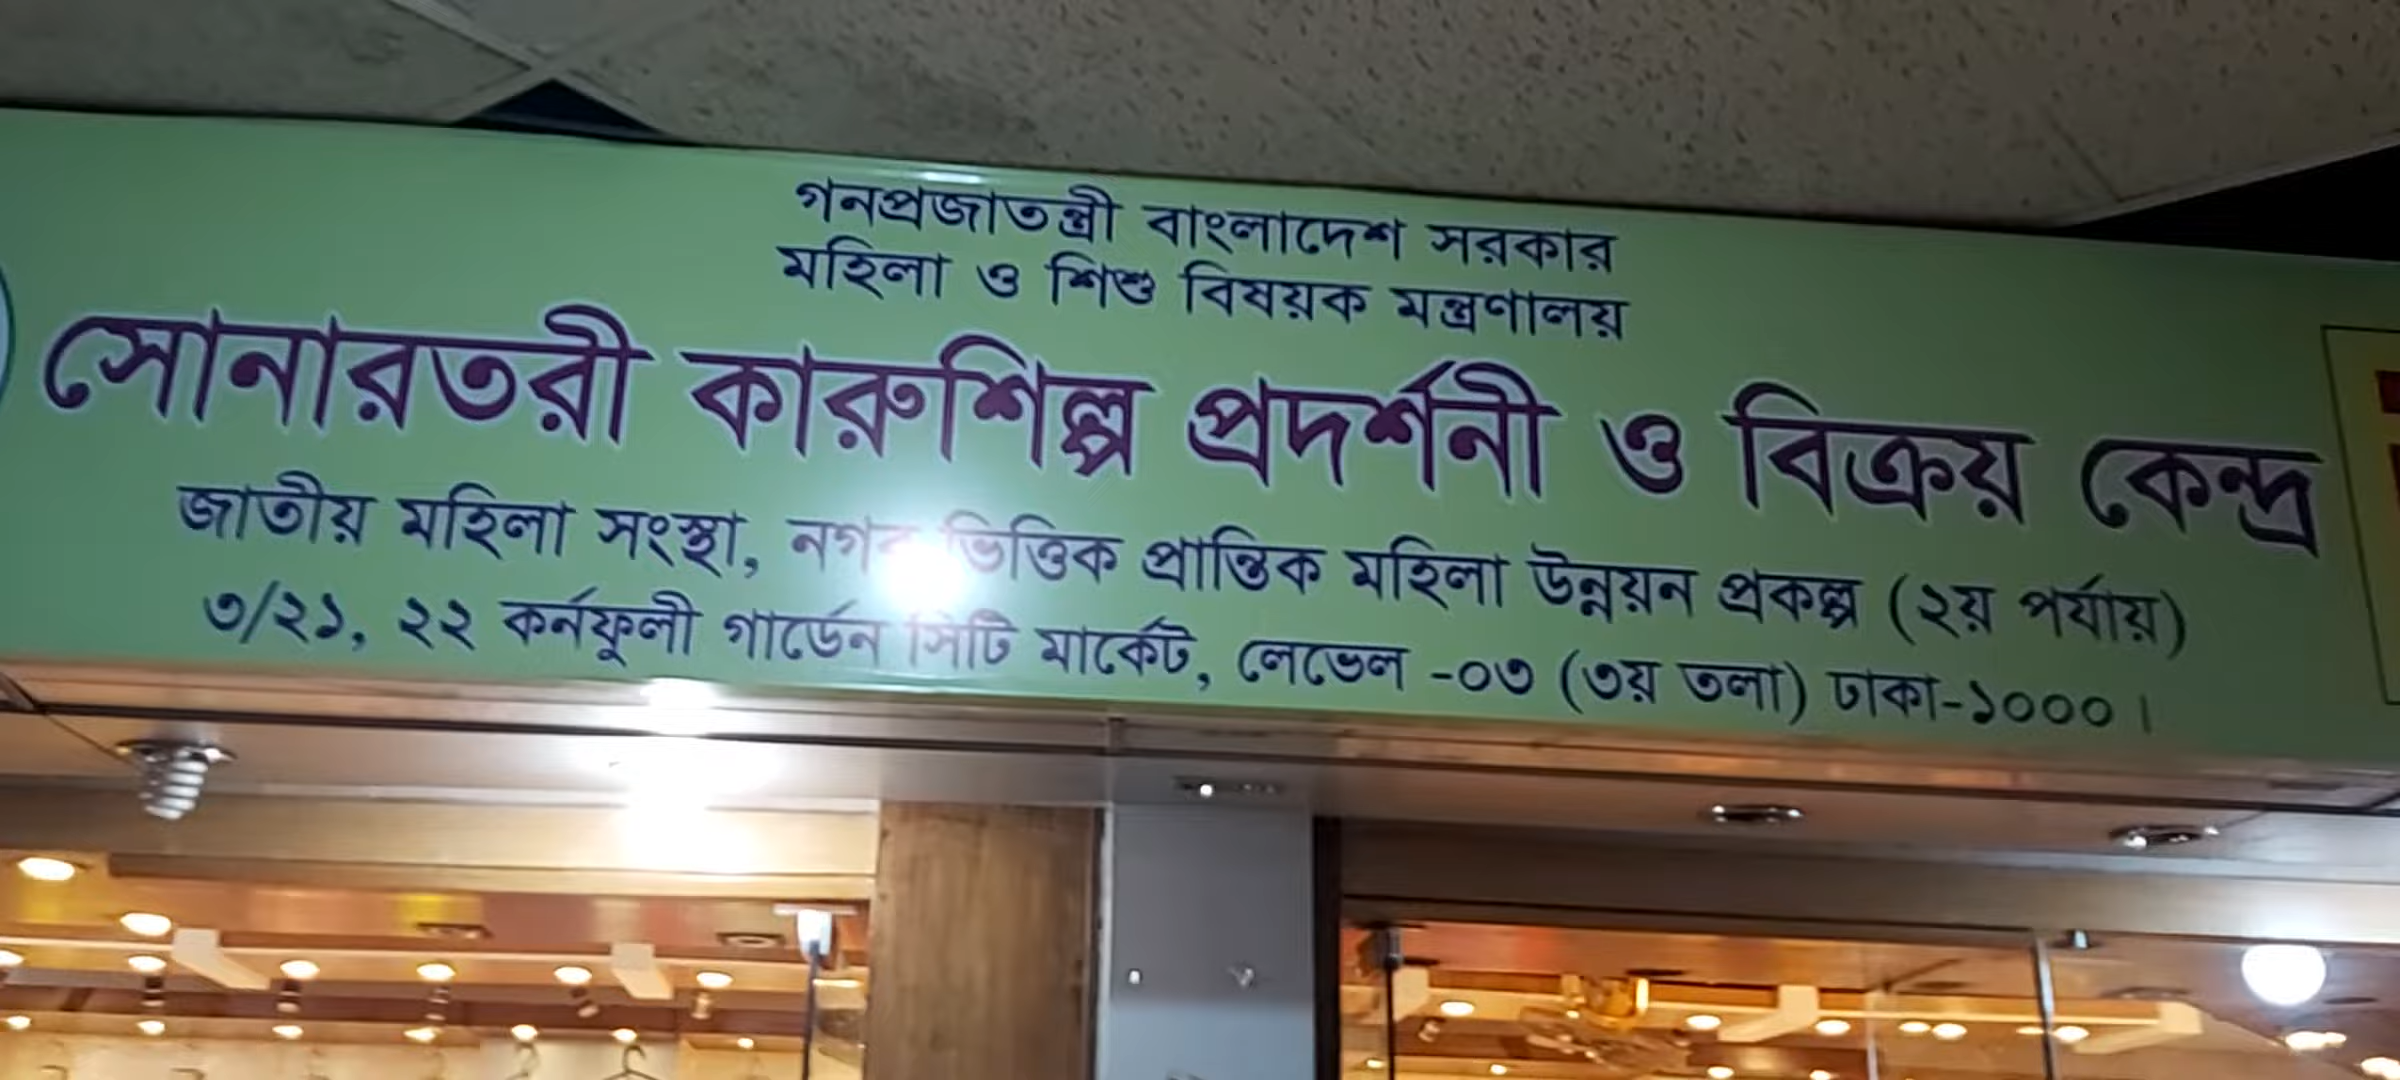 গনপ্রজাতন্ত্রী বাংলাদেশ সরকার
মহিলা ও শিশু বিষয়ক মন্ত্রণালয়
সোনারতরী কারুশিল্প প্রদর্শনী ও বিক্রয় কেন্দ্র
জাতীয় মহিলা সংস্থা, নগর ভিত্তিক প্রান্তিক মহিলা উন্নয়ন প্রকল্প (২য় পর্যায়)
৩/২১, ২২ কর্নফুলী গার্ডেন সিটি মার্কেট, লেভেল -০৩ (৩য় তলা) ঢাকা-১০০০।